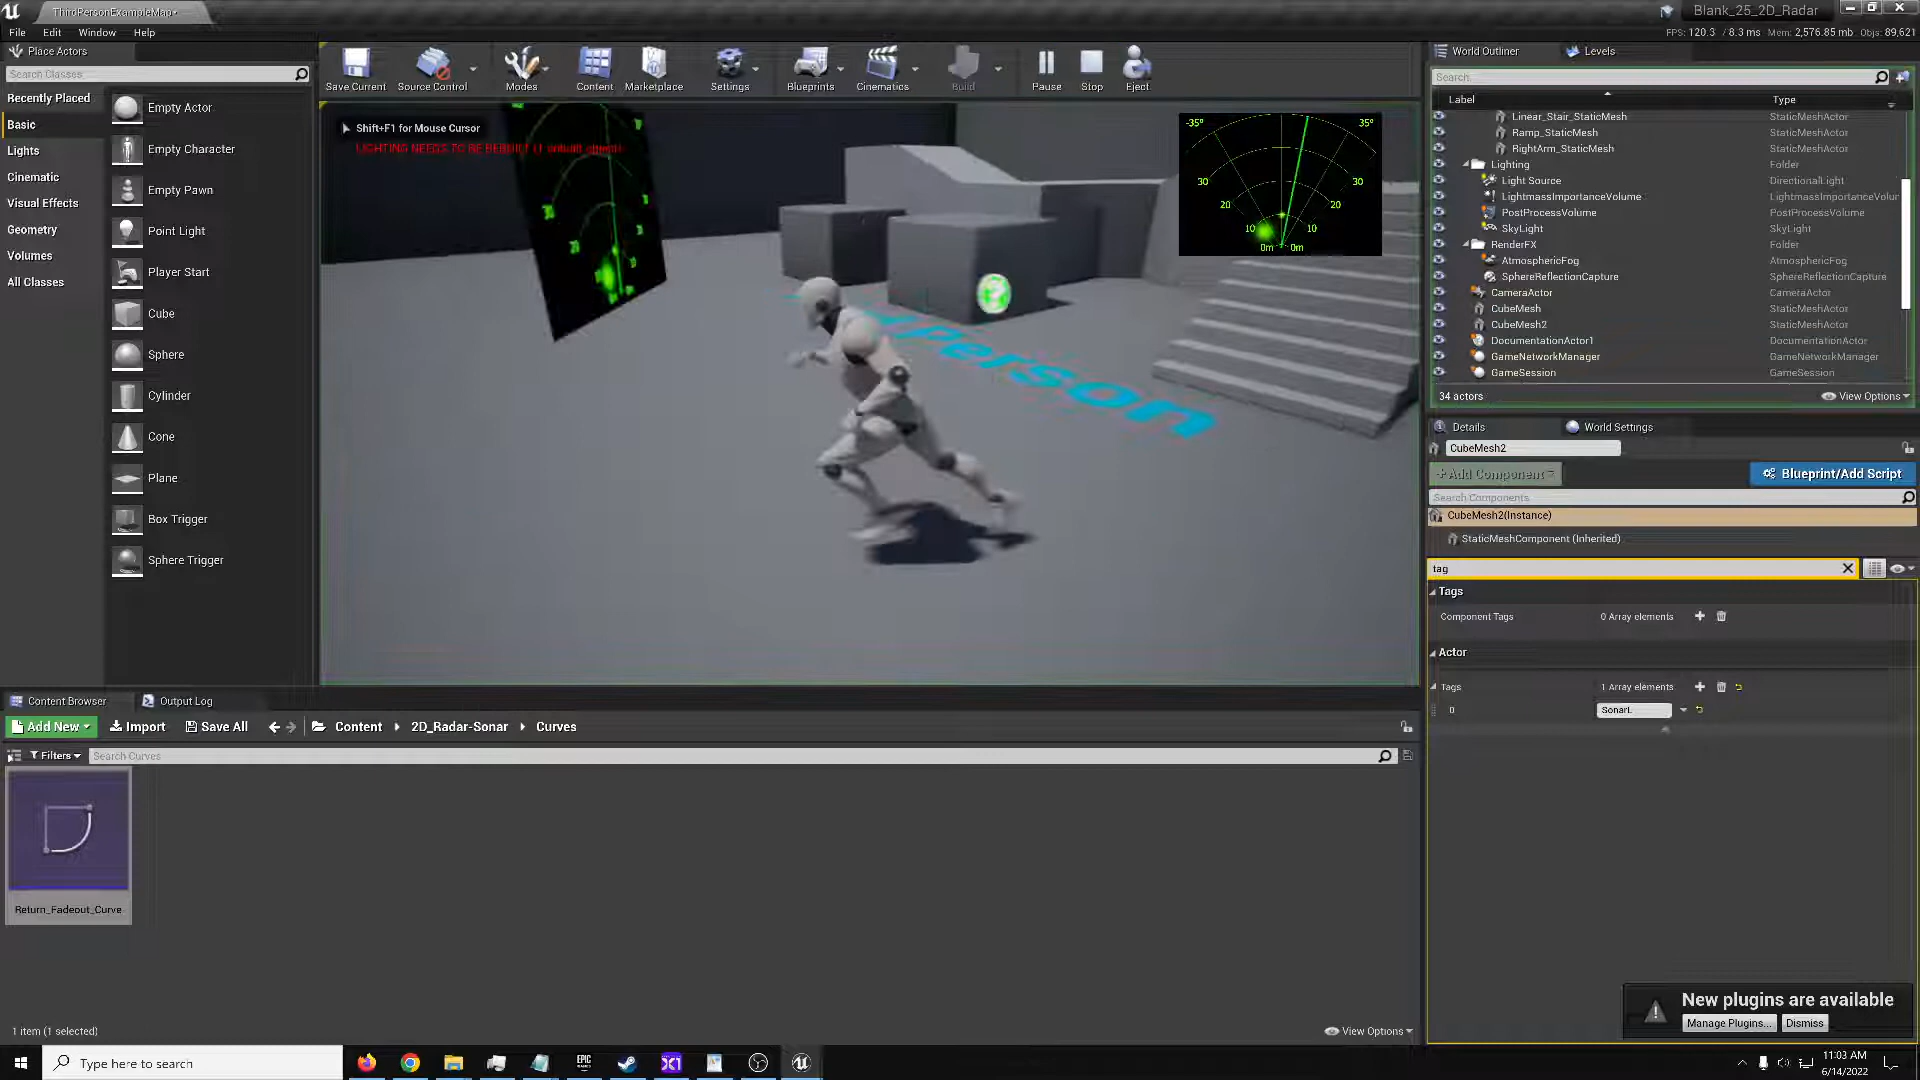 ThirdPersonExampleMap*
Blank_25_2D_Radar
File Edit Window Help
FPS: 120.3 / 8.3 ms Mem: 2,576.85 mb Objs: 89,621
Place Actors
Search Classes
Recently Placed
Basic
Lights
Cinematic
Visual Effects
Geometry
Volumes
All Classes
Empty Actor
Empty Character
Empty Pawn
Point Light
Player Start
Cube
Sphere
Cylinder
Cone
Plane
Box Trigger
Sphere Trigger
Save Current
Source Control
Modes
Content
Marketplace
Settings
Blueprints
Cinematics
Build
Pause
Stop
Eject
Shift+F1 for Mouse Cursor
LIGHTING NEEDS TO BE REBUILT (1 unbuilt object)
-35° 35°
30 30
20 20
10 10
0m 0m
Person
World Outliner
Levels
Search
Label Type
Linear_Stair_StaticMesh StaticMeshActor
Ramp_StaticMesh StaticMeshActor
RightArm_StaticMesh StaticMeshActor
Lighting Folder
Light Source DirectionalLight
LightmassImportanceVolume LightmassImportanceVolur
PostProcessVolume PostProcessVolume
SkyLight SkyLight
RenderFX Folder
AtmosphericFog AtmosphericFog
SphereReflectionCapture SphereReflectionCapture
CameraActor CameraActor
CubeMesh StaticMeshActor
CubeMesh2 StaticMeshActor
DocumentationActor1 DocumentationActor
GameNetworkManager GameNetworkManager
GameSession GameSession
34 actors View Options
Details
World Settings
CubeMesh2
+Add Component
Blueprint/Add Script
Search Components
CubeMesh2(Instance)
StaticMeshComponent (Inherited)
tag
Tags
Component Tags 0 Array elements
Actor
Tags 1 Array elements
0 SonarL
Content Browser
Output Log
Add New
Import
Save All
Content
2D_Radar-Sonar
Curves
Filters
Search Curves
Return_Fadeout_Curve
1 item (1 selected)
View Options
New plugins are available
Manage Plugins...
Dismiss
Type here to search
EPIC GAMES
11:03 AM
6/14/2022